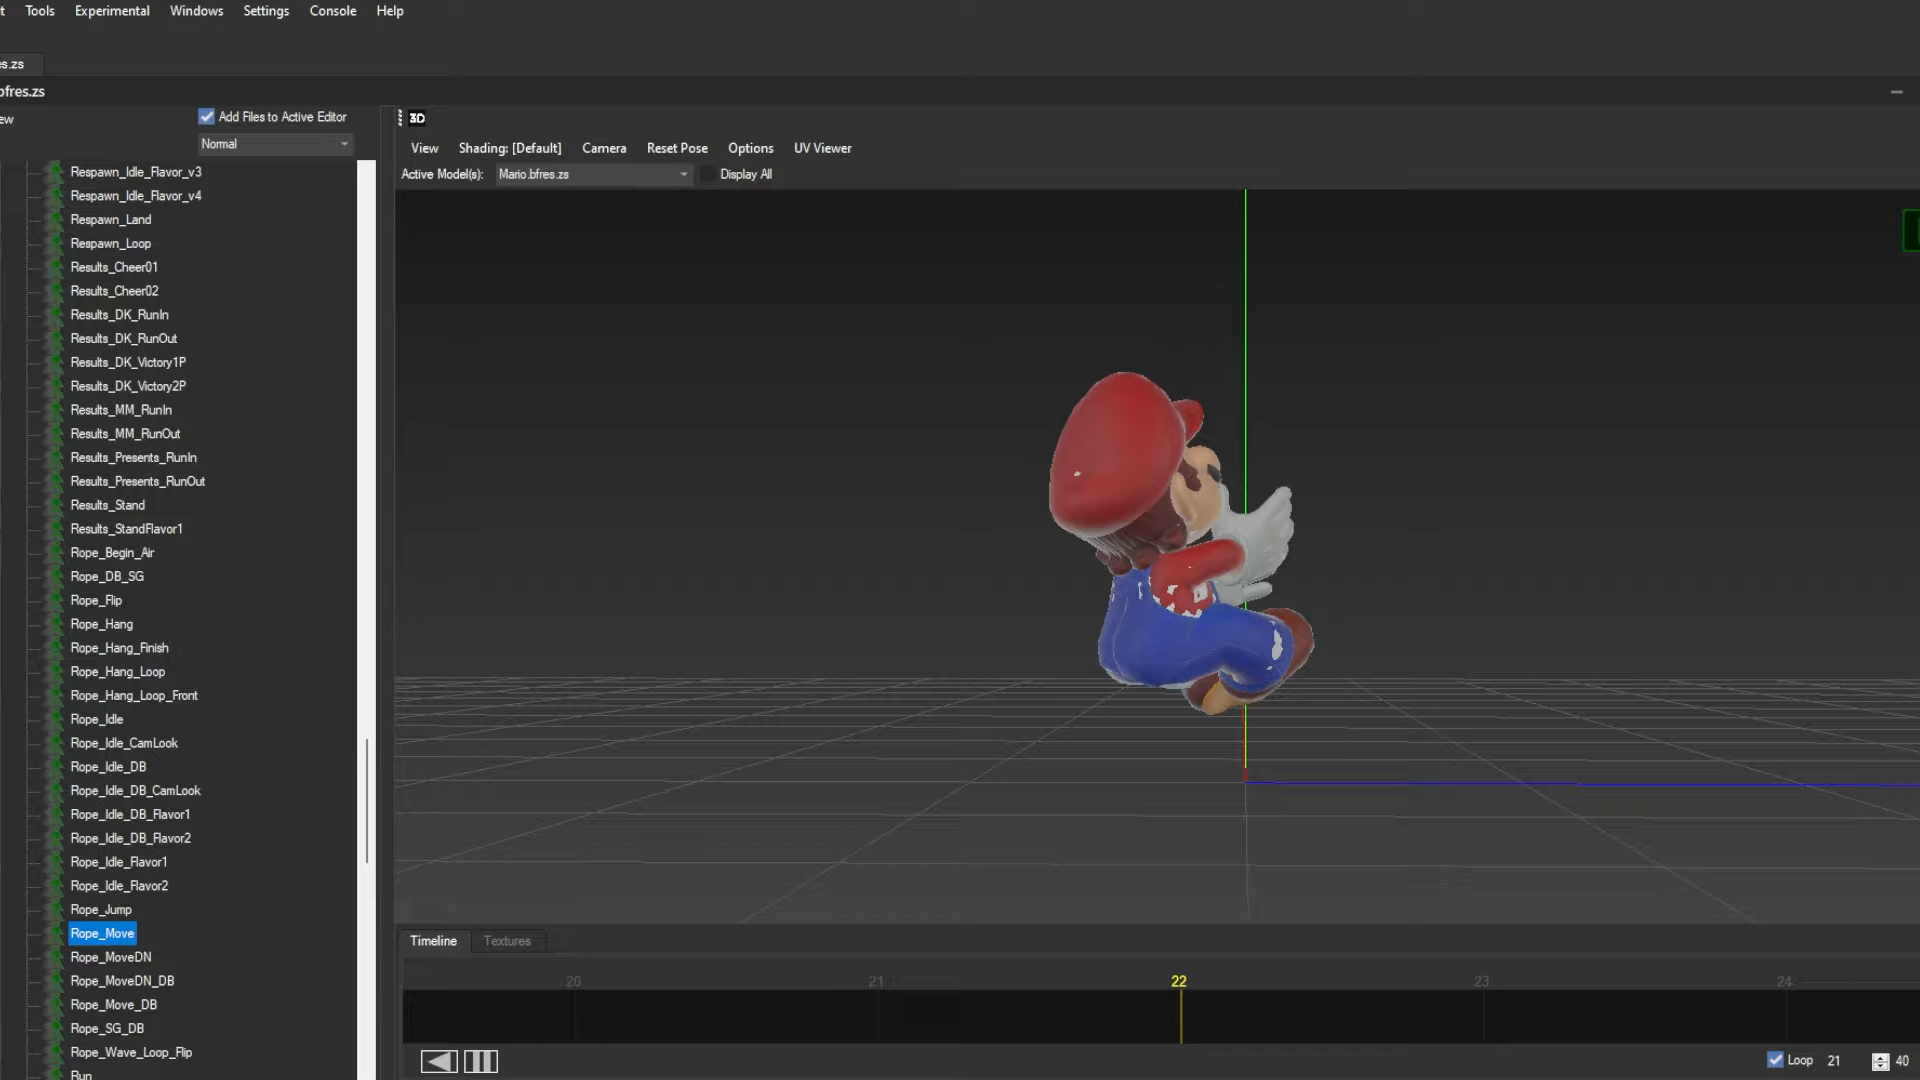 t Tools Experimental Windows Settings Console Help
es.zs
bfres.zs
ew
Add Files to Active Editor
Normal
Respawn_Idle_Flavor_v3
Respawn_Idle_Flavor_v4
Respawn_Land
Respawn_Loop
Results_Cheer01
Results_Cheer02
Results_DK_RunIn
Results_DK_RunOut
Results_DK_Victory1P
Results_DK_Victory2P
Results_MM_RunIn
Results_MM_RunOut
Results_Presents_RunIn
Results_Presents_RunOut
Results_Stand
Results_StandFlavor1
Rope_Begin_Air
Rope_DB_SG
Rope_Flip
Rope_Hang
Rope_Hang_Finish
Rope_Hang_Loop
Rope_Hang_Loop_Front
Rope_Idle
Rope_Idle_CamLook
Rope_Idle_DB
Rope_Idle_DB_CamLook
Rope_Idle_DB_Flavor1
Rope_Idle_DB_Flavor2
Rope_Idle_Flavor1
Rope_Idle_Flavor2
Rope_Jump
Rope_Move
Rope_MoveDN
Rope_MoveDN_DB
Rope_Move_DB
Rope_SG_DB
Rope_Wave_Loop_Flip
Run
3D
View Shading: [Default] Camera Reset Pose Options UV Viewer
Active Model(s): Mario.bfres.zs Display All
Timeline Textures
20 21 22 23 24
Loop 21 40